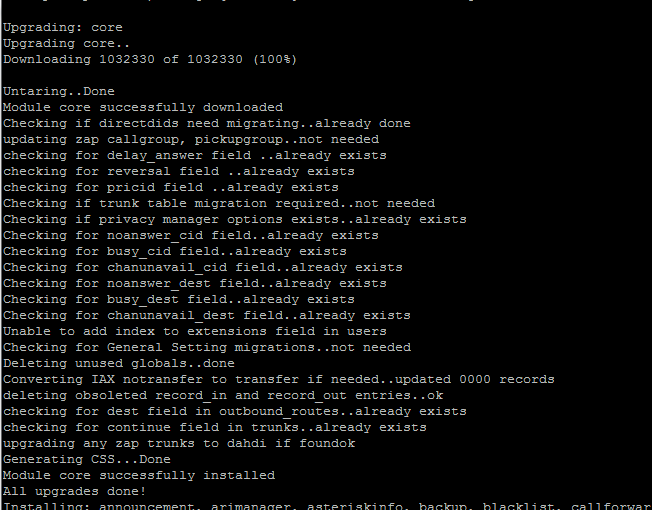 Upgrading: core
Upgrading core..
Downloading 1032330 of 1032330 (100%)
Untaring..Done
Module core successfully downloaded
Checking if directdids need migrating..already done
updating zap callgroup, pickupgroup..not needed
checking for delay_answer field ..already exists
checking for reversal field ..already exists
checking for pricid field ..already exists
Checking if trunk table migration required..not needed
Checking if privacy manager options exists..already exists
Checking for noanswer_cid field..already exists
Checking for busy_cid field..already exists
Checking for chanunavail_cid field..already exists
Checking for noanswer_dest field..already exists
Checking for busy_dest field..already exists
Checking for chanunavail_dest field..already exists
Unable to add index to extensions field in users
Checking for General Setting migrations..not needed
Deleting unused globals..done
Converting IAX notransfer to transfer if needed..updated 0000 records
deleting obsoleted record_in and record_out entries..ok
checking for dest field in outbound_routes..already exists
checking for continue field in trunks..already exists
upgrading any zap trunks to dahdi if foundok
Generating CSS...Done
Module core successfully installed
All upgrades done!
Installing: announcement, arimanager, asteriskinfo, backup, blacklist, callforwar